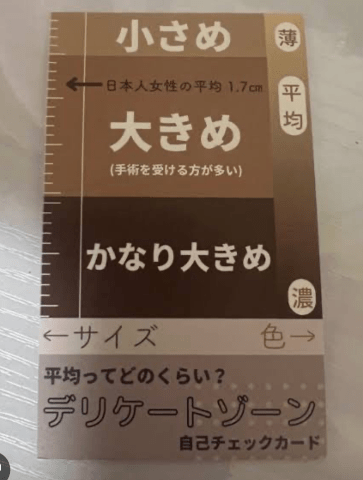 小さめ
薄
←日本人女性の平均 1.7cm
平均
大きめ
(手術を受ける方が多い)
かなり大きめ
濃
←サイズ
色→
平均ってどのくらい？
デリケートゾーン
自己チェックカード